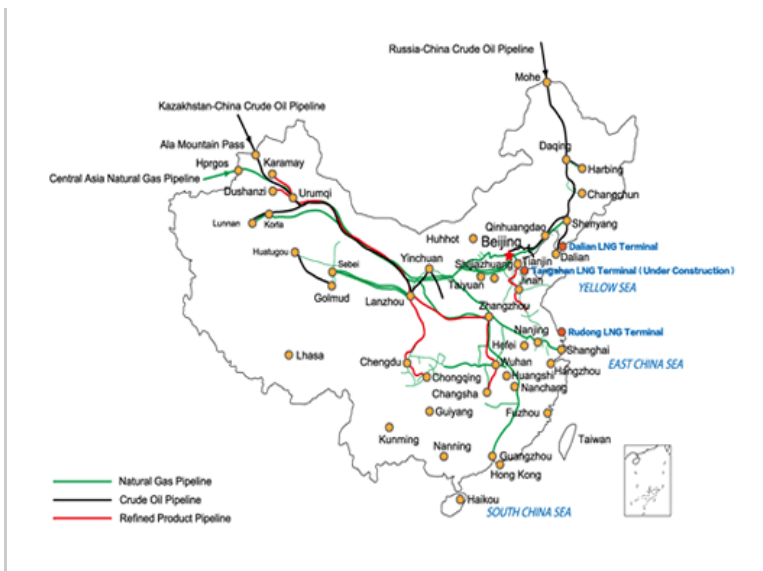 Russia-China Crude Oil Pipeline
Mohe
Kazakhstan-China Crude Oil Pipeline
Ala Mountain Pass
Hprgos
Karamay
Central Asia Natural Gas Pipeline
Dushanzi
Urumqi
Lunnan
Korla
Daqing
Harbing
Changchun
Shenyang
Qinhuangdao
Huhhot
Beijing
Dalian LNG Terminal
Dalian
Huatugou
Sebei
Yinchuan
Shijiazhuang
Tianjin
Tangshan LNG Terminal ( Under Construction )
Golmud
Lanzhou
Taiyuan
Jinan
YELLOW SEA
Zhangzhou
Nanjing
Rudong LNG Terminal
Hefei
Shanghai
Lhasa
Chengdu
Wuhan
Hangzhou
EAST CHINA SEA
Chongqing
Huangshi
Changsha
Nanchang
Guiyang
Fuzhou
Kunming
Nanning
Taiwan
Guangzhou
Hong Kong
Haikou
SOUTH CHINA SEA
Natural Gas Pipeline
Crude Oil Pipeline
Refined Product Pipeline